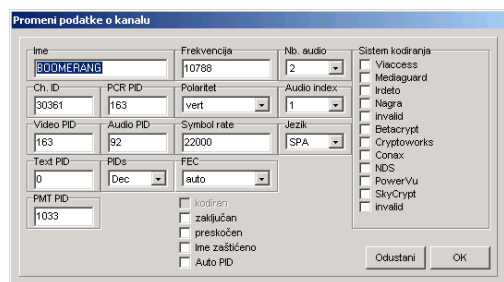 Promeni podatke o kanalu
Ime
BOOMERANG
Frekvencija
10788
Nb. audio
2
Sistem kodiranja
Viaccess
Mediaguard
Irdeto
Nagra
invalid
Betacrypt
Cryptoworks
Conax
NDS
PowerVu
SkyCrypt
invalid
Ch. ID
30361
PCR PID
163
Polaritet
vert
Audio index
1
Video PID
163
Audio PID
92
Symbol rate
22000
Jezik
SPA
Text PID
0
PIDs
Dec
FEC
auto
PMT PID
1033
kodiran
zaključan
preskočen
Ime zaštićeno
Auto PID
Odustani
OK